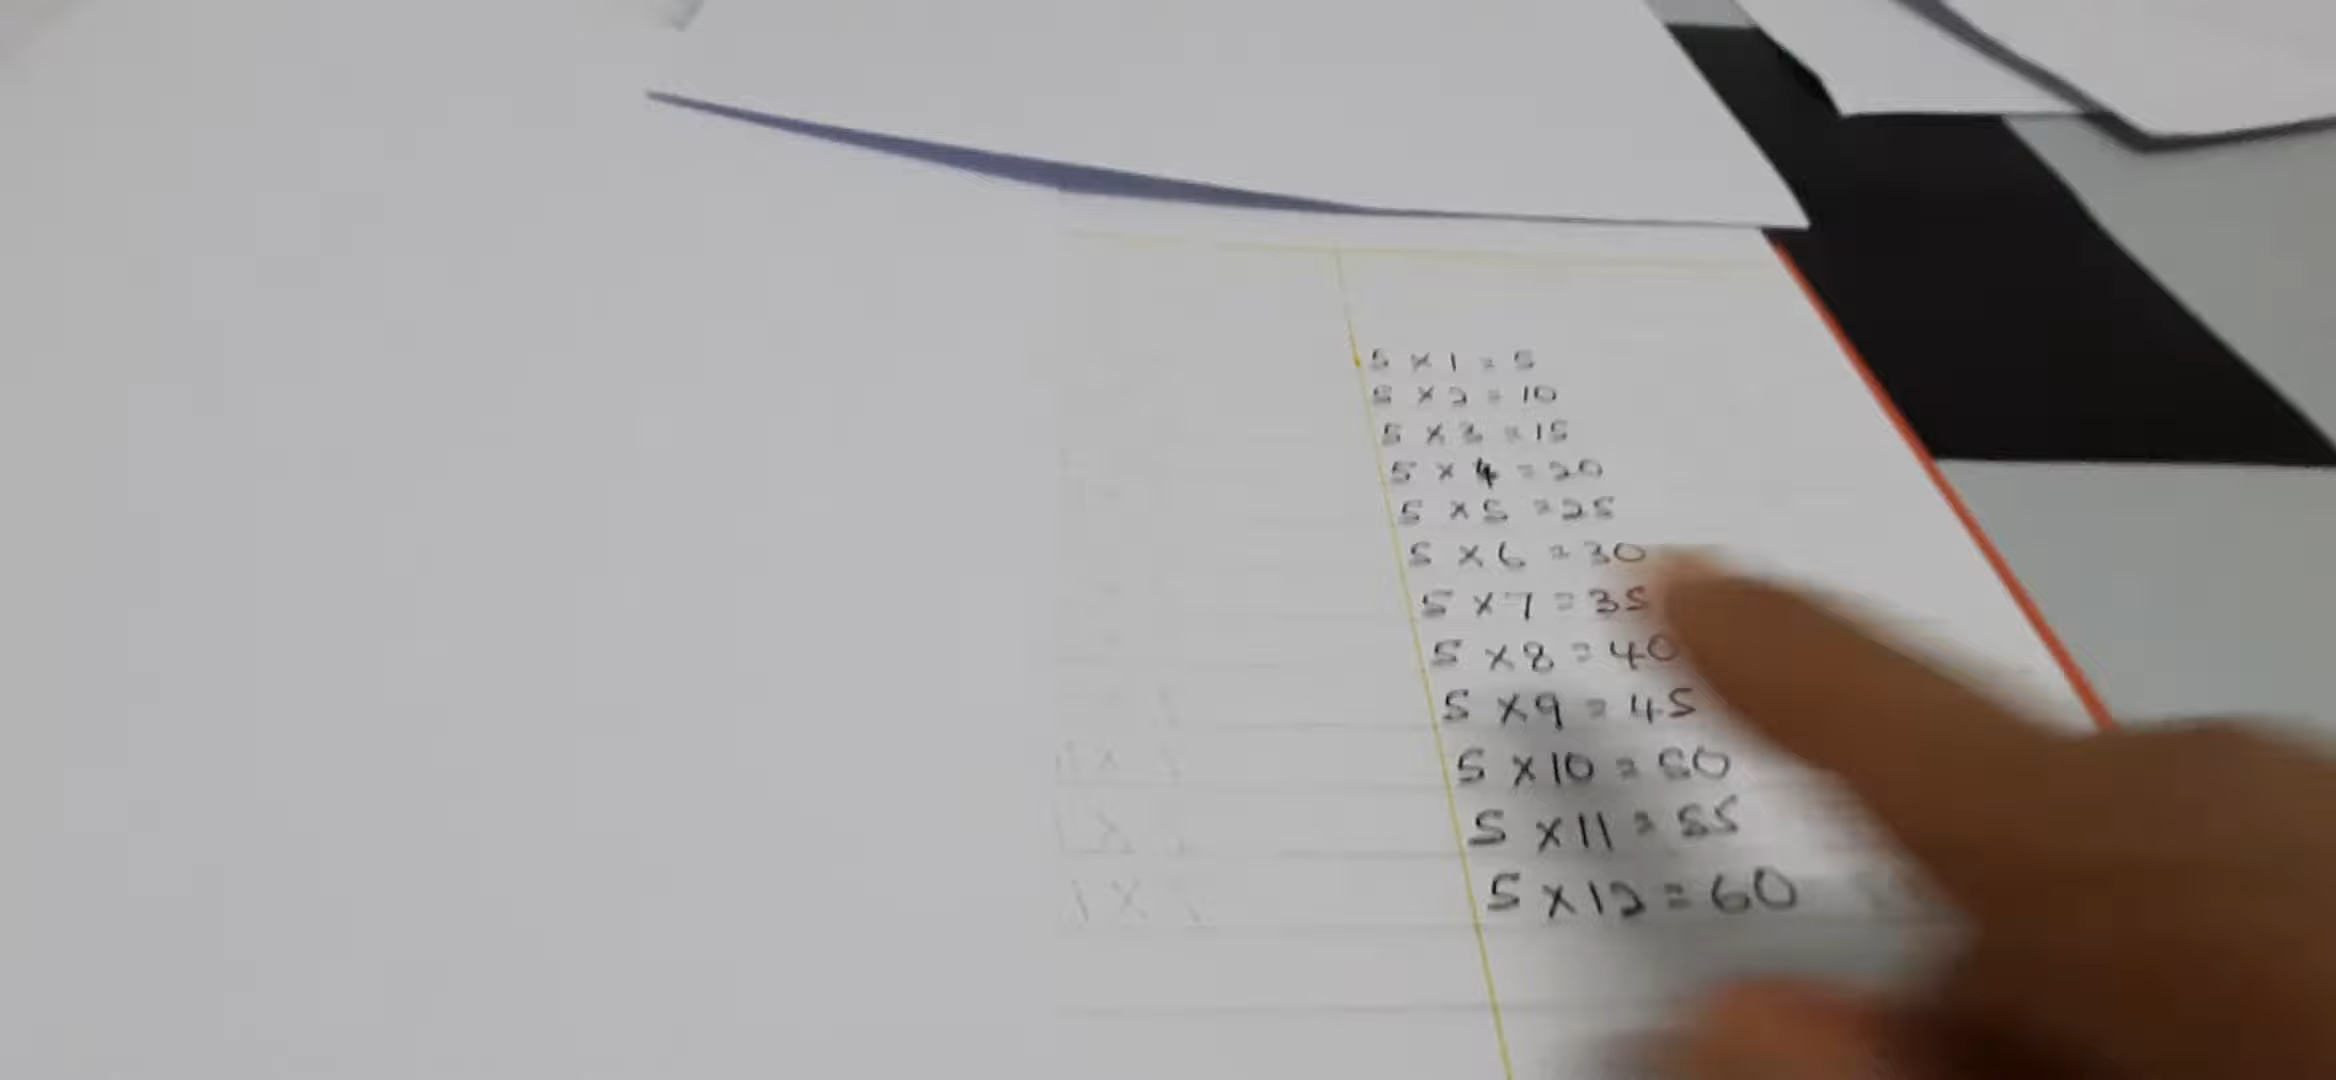 5 × 1 = 5
5 × 2 = 10
5 × 3 = 15
5 × 4 = 20
5 × 5 = 25
5 × 6 = 30
5 × 7 = 35
5 × 8 = 40
5 × 9 = 45
5 × 10 = 50
5 × 11 = 55
5 × 12 = 60